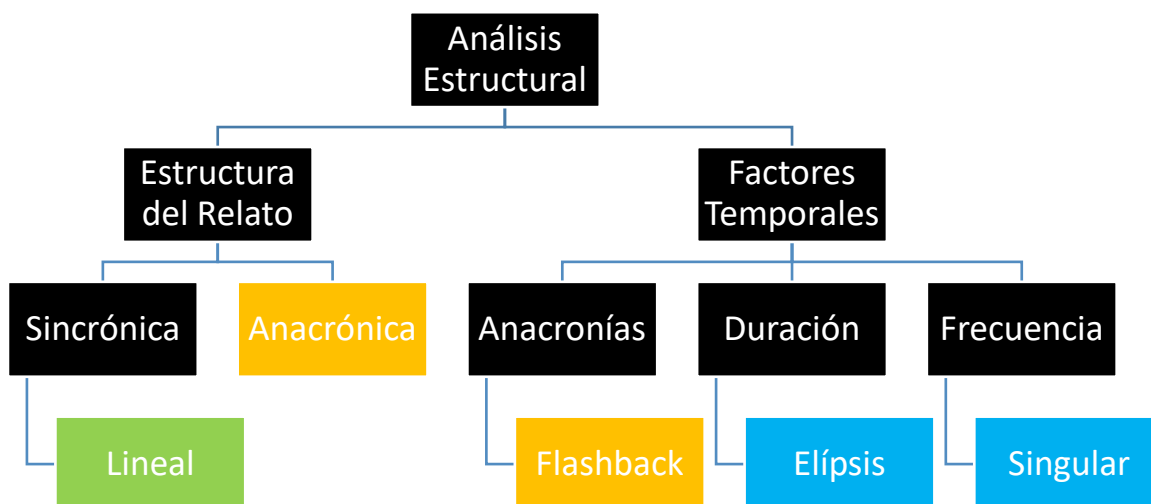 Análisis
Estructural
Estructura
del Relato
Factores
Temporales
Sincrónica
Anacrónica
Anacronías
Duración
Frecuencia
Lineal
Flashback
Elípsis
Singular